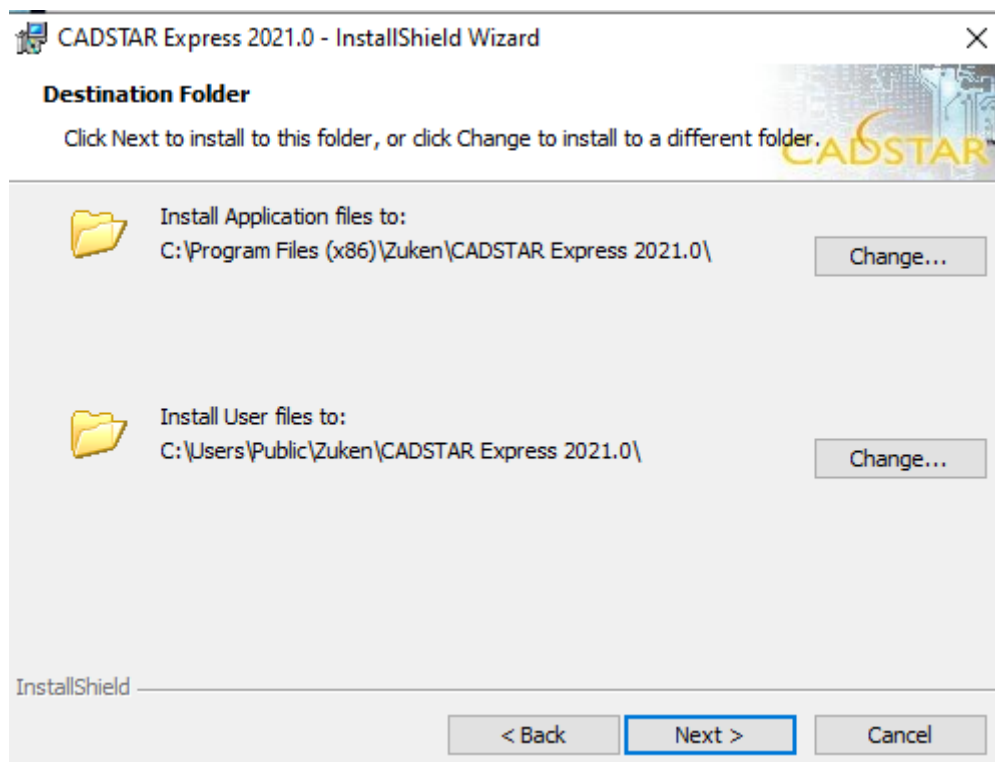 CADSTAR Express 2021.0 - InstallShield Wizard
Destination Folder
Click Next to install to this folder, or click Change to install to a different folder.
CADSTAR
Install Application files to:
C:\Program Files (x86)\Zuken\CADSTAR Express 2021.0\
Change...
Install User files to:
C:\Users\Public\Zuken\CADSTAR Express 2021.0\
Change...
InstallShield
< Back
Next >
Cancel